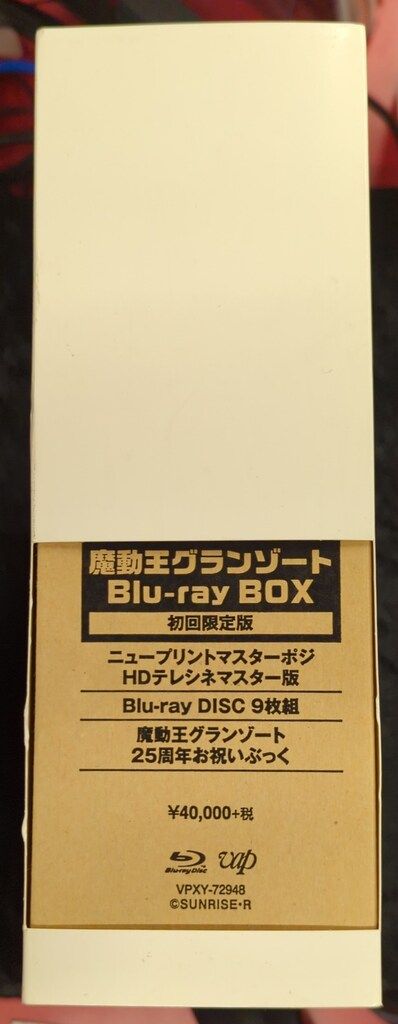 魔動王グランゾート
Blu-ray BOX
初回限定版
ニュープリントマスターポジ
HDテレシネマスター版
Blu-ray DISC 9枚組
魔動王グランゾート
25周年お祝いぶっく
¥40,000+税
Blu-ray Disc vap
VPXY-72948
©SUNRISE・R